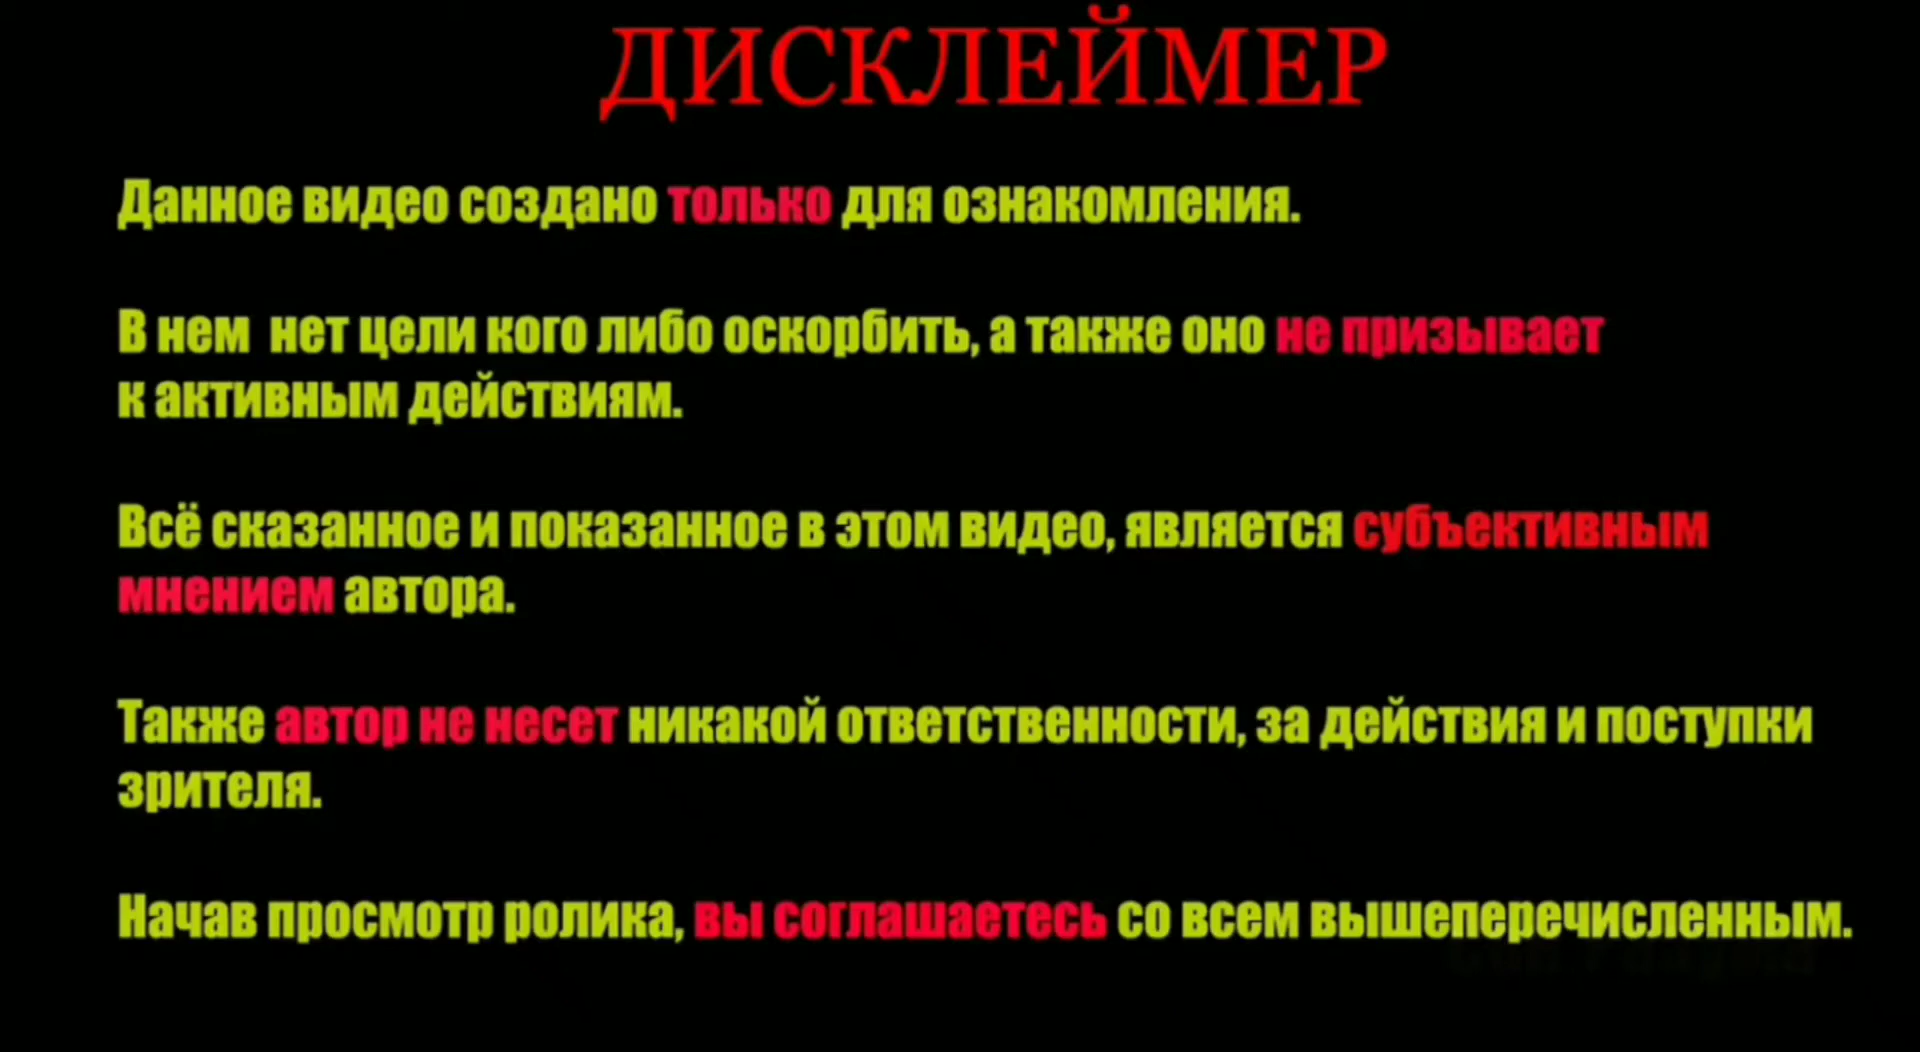 ДИСКЛЕЙМЕР
Данное видео создано только для ознакомления.
В нем нет цели кого либо оскорбить, а также оно не призывает
к активным действиям.
Всё сказанное и показанное в этом видео, является субъективным
мнением автора.
Также автор не несет никакой ответственности, за действия и поступки
зрителя.
Начав просмотр ролика, вы соглашаетесь со всем вышеперечисленным.